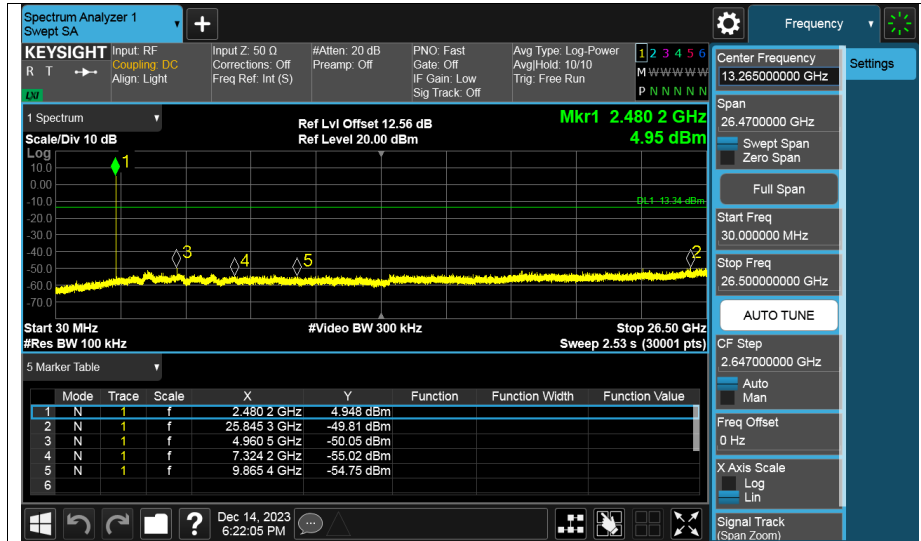 Spectrum Analyzer 1
Swept SA
+
Frequency
KEYSIGHT
R T
LXI
Input: RF
Coupling: DC
Align: Light
Input Z: 50 Ω
Corrections: Off
Freq Ref: Int (S)
#Atten: 20 dB
Preamp: Off
PNO: Fast
Gate: Off
IF Gain: Low
Sig Track: Off
Avg Type: Log-Power
Avg|Hold: 10/10
Trig: Free Run
1 2 3 4 5 6
M W W W W W
P N N N N N
1 Spectrum
Scale/Div 10 dB
Ref Lvl Offset 12.56 dB
Ref Level 20.00 dBm
Mkr1 2.480 2 GHz
4.95 dBm
Log
10.0
0.00
-10.0
-20.0
-30.0
-40.0
-50.0
-60.0
-70.0
1
3
4
5
2
DL1 -13.34 dBm
Start 30 MHz
#Res BW 100 kHz
#Video BW 300 kHz
Stop 26.50 GHz
Sweep 2.53 s (30001 pts)
5 Marker Table
Mode Trace Scale X Y Function Function Width Function Value
1 N 1 f 2.480 2 GHz 4.948 dBm
2 N 1 f 25.845 3 GHz -49.81 dBm
3 N 1 f 4.960 5 GHz -50.05 dBm
4 N 1 f 7.324 2 GHz -55.02 dBm
5 N 1 f 9.865 4 GHz -54.75 dBm
6
?
Dec 14, 2023
6:22:05 PM
Center Frequency
13.265000000 GHz
Span
26.4700000 GHz
Swept Span
Zero Span
Full Span
Start Freq
30.000000 MHz
Stop Freq
26.500000000 GHz
AUTO TUNE
CF Step
2.647000000 GHz
Auto
Man
Freq Offset
0 Hz
X Axis Scale
Log
Lin
Signal Track
(Span Zoom)
Settings